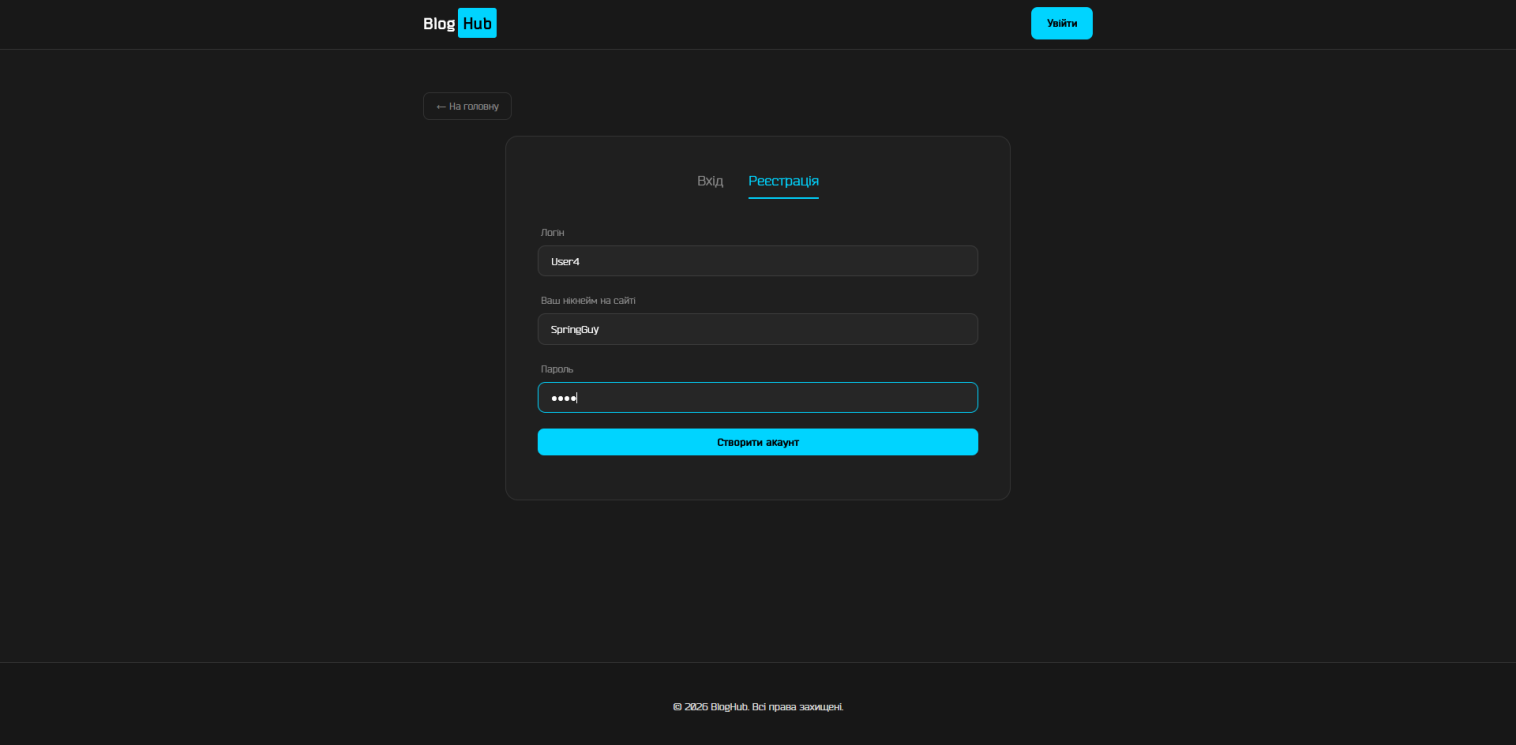 Blog Hub
Увійти
← На головну
Вхід Реєстрація
Логін
User4
Ваш нікнейм на сайті
SpringGuy
Пароль
••••
Створити акаунт
© 2026 BlogHub. Всі права захищені.